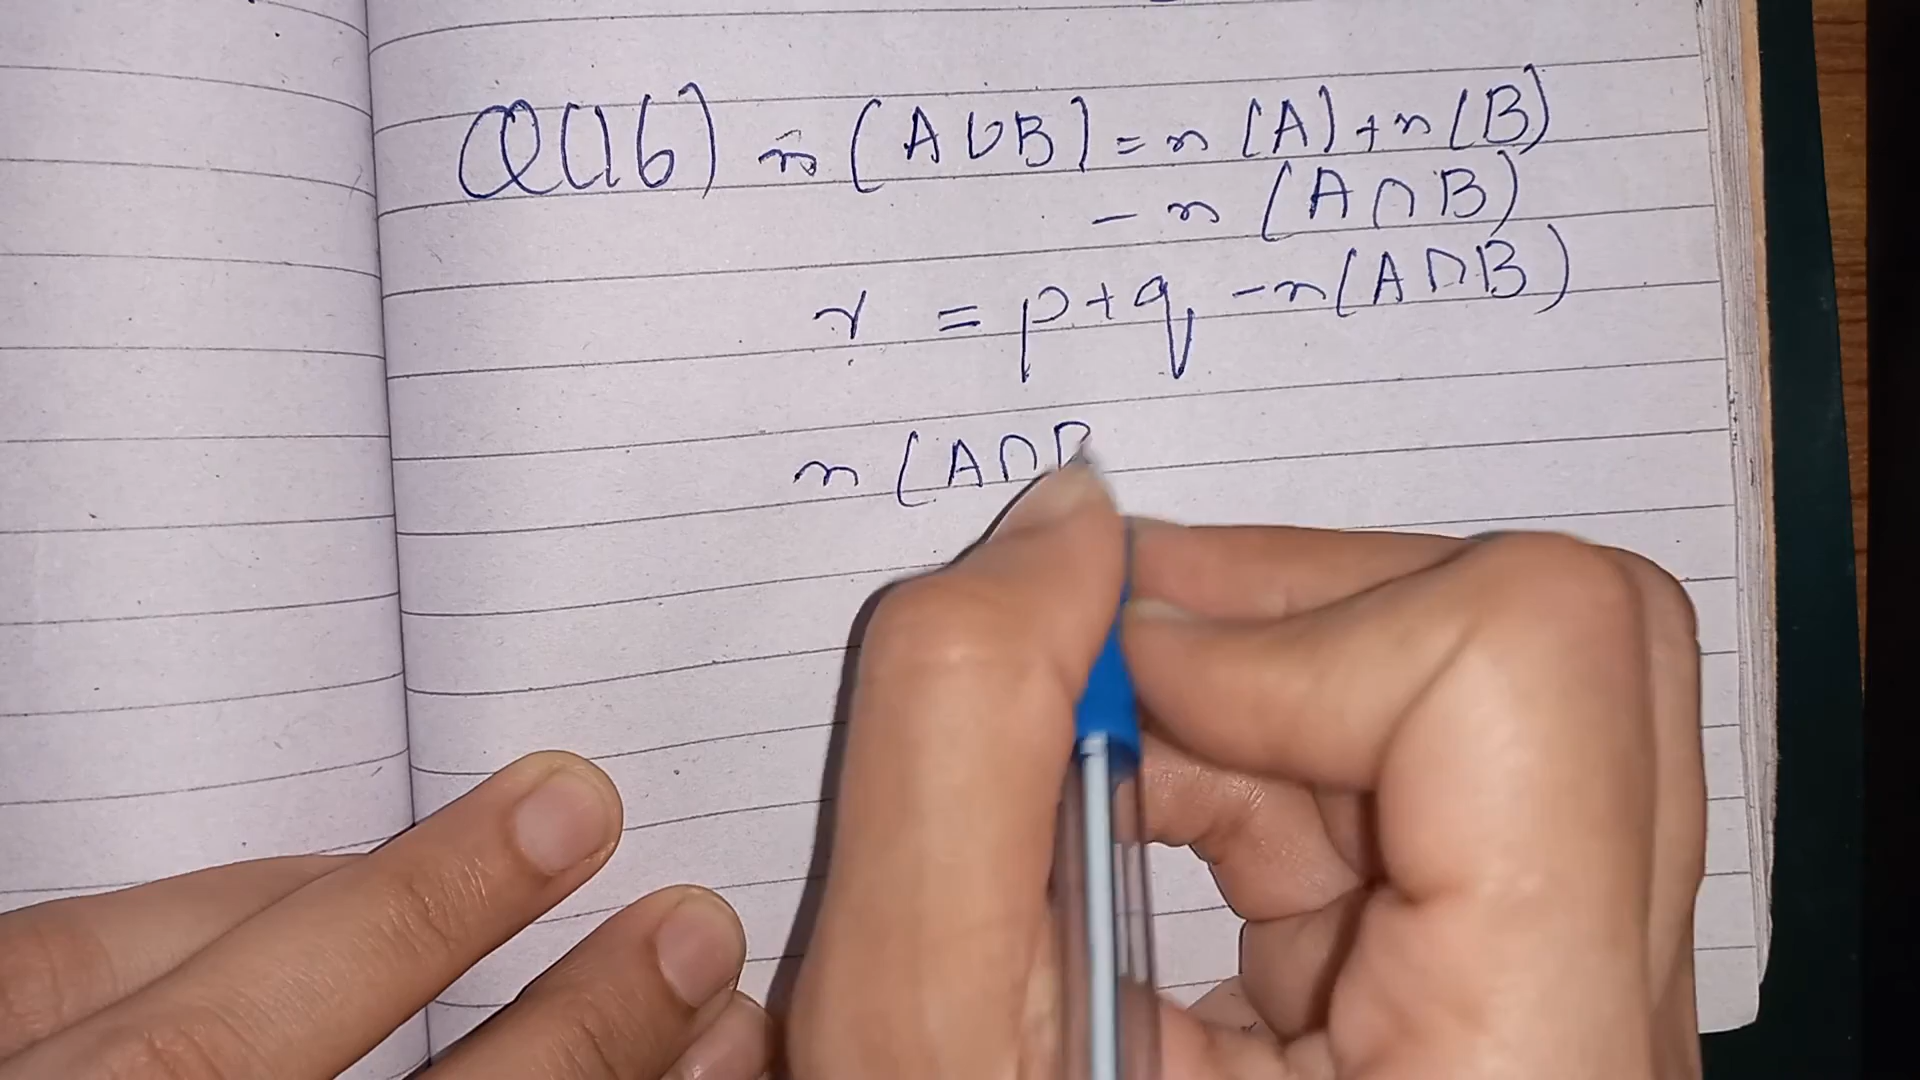 Q(16) n (A∪B) = n (A) + n (B)
- n (A∩B)
r = p+q - n(A∩B)
n (A∩B